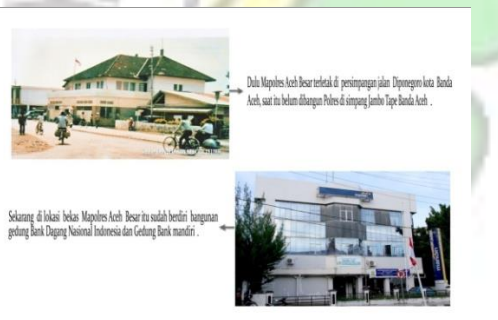 Dulu Mapolres Aceh Besar terletak di persimpangan jalan Diponegoro kota Banda
Aceh, saat itu belum dibangun Polres di simpang Jambo Tape Banda Aceh .
Sekarang di lokasi bekas Mapolres Aceh Besar itu sudah berdiri bangunan
gedung Bank Dagang Nasional Indonesia dan Gedung Bank mandiri .